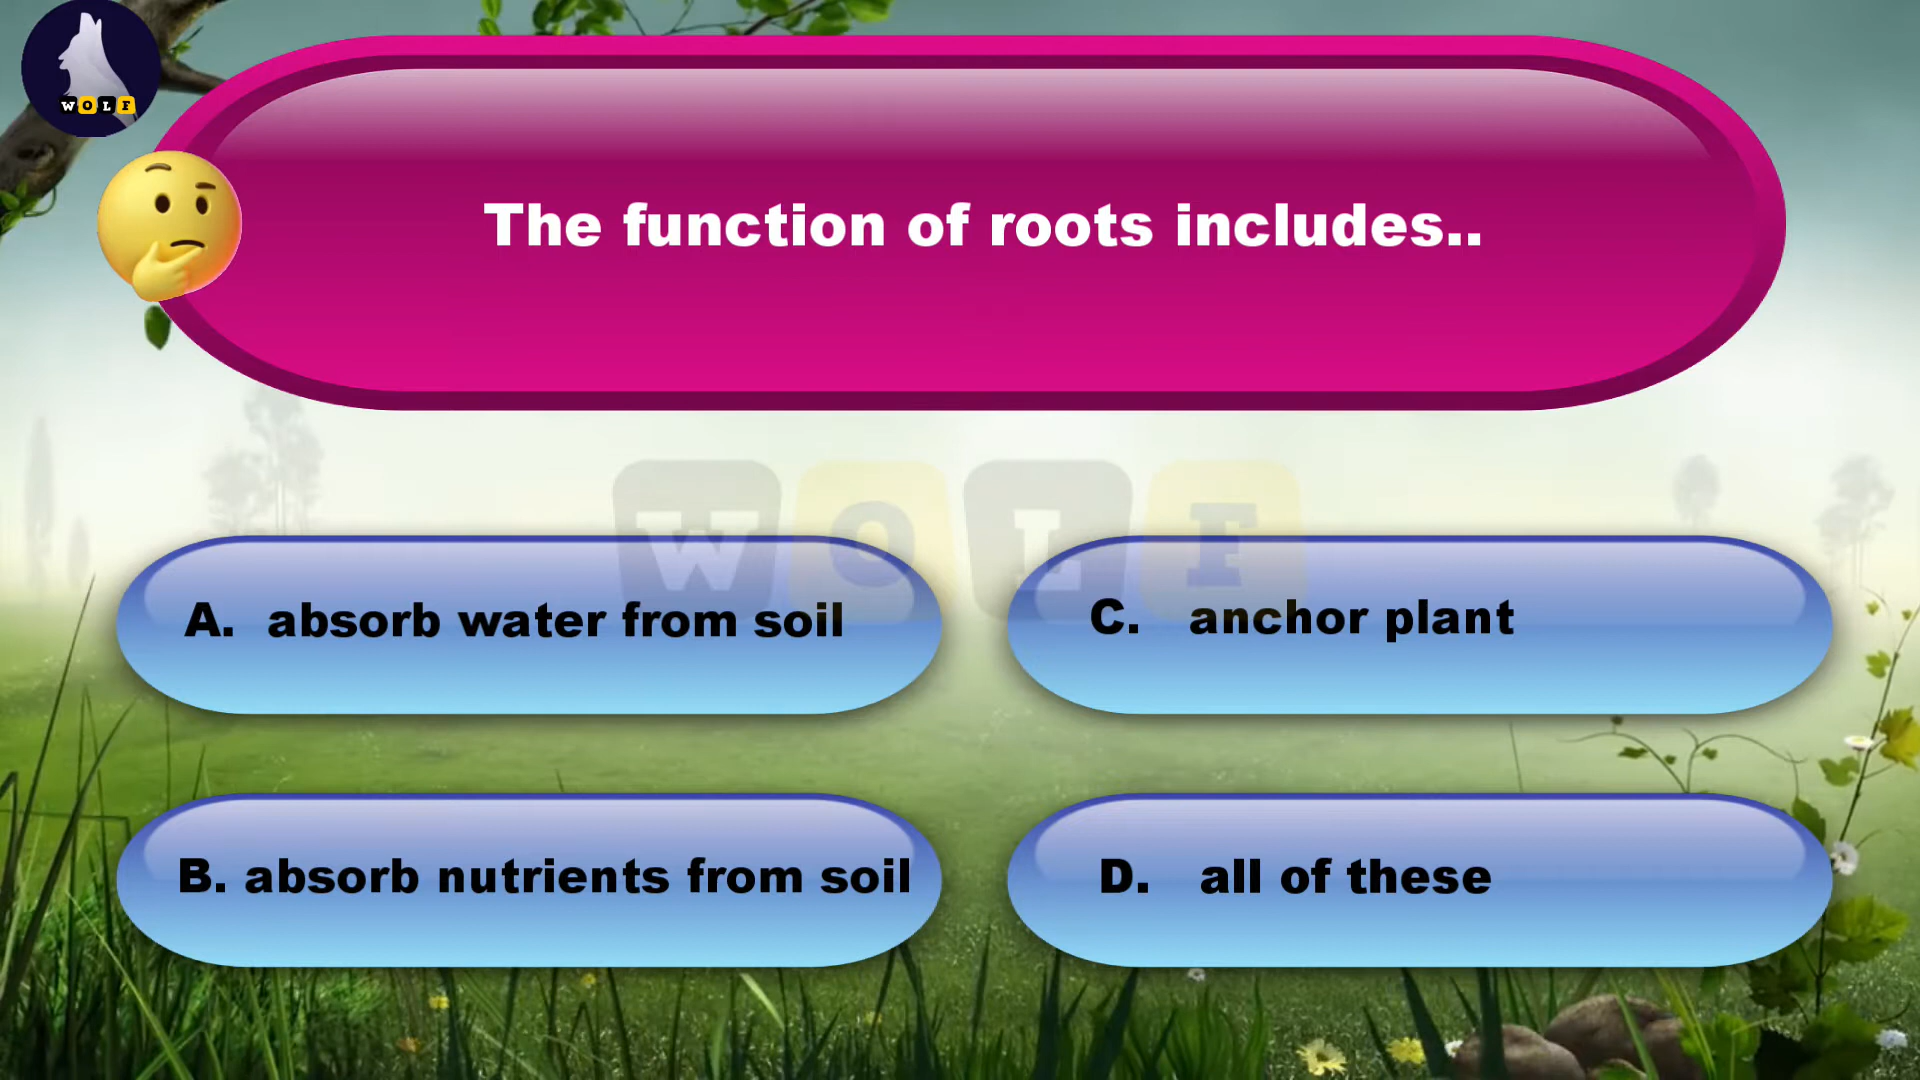 WOLF
The function of roots includes..
WOLF
A. absorb water from soil
C. anchor plant
B. absorb nutrients from soil
D. all of these